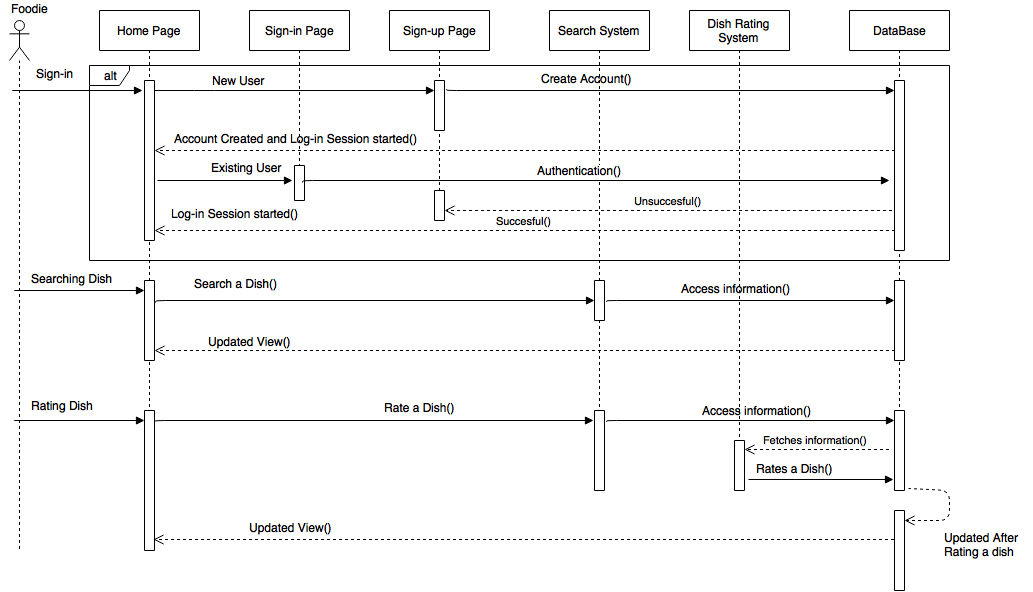 Foodie
Home Page
Sign-in Page
Sign-up Page
Search System
Dish Rating
System
DataBase
Sign-in
alt
New User
Create Account()
Account Created and Log-in Session started()
Existing User
Authentication()
Unsuccesful()
Log-in Session started()
Succesful()
Searching Dish
Search a Dish()
Access information()
Updated View()
Rating Dish
Rate a Dish()
Access information()
Fetches information()
Rates a Dish()
Updated View()
Updated After
Rating a dish